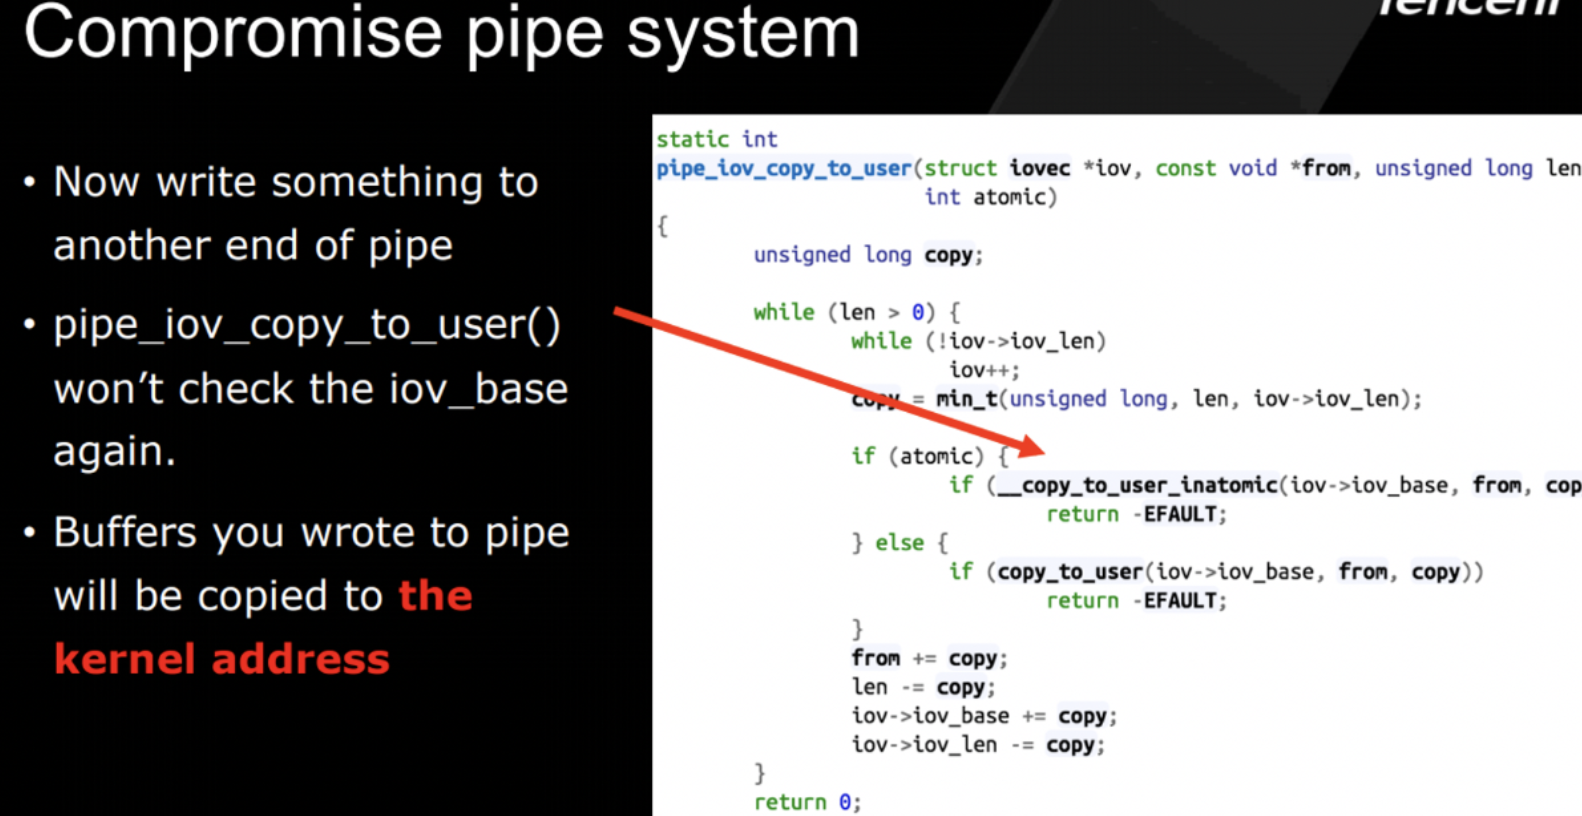 Compromise pipe system
Tencent
• Now write something to
another end of pipe
• pipe_iov_copy_to_user()
won’t check the iov_base
again.
• Buffers you wrote to pipe
will be copied to the
kernel address
static int
pipe_iov_copy_to_user(struct iovec *iov, const void *from, unsigned long len
int atomic)
{
unsigned long copy;
while (len > 0) {
while (!iov->iov_len)
iov++;
copy = min_t(unsigned long, len, iov->iov_len);
if (atomic) {
if (__copy_to_user_inatomic(iov->iov_base, from, cop
return -EFAULT;
} else {
if (copy_to_user(iov->iov_base, from, copy))
return -EFAULT;
}
from += copy;
len -= copy;
iov->iov_base += copy;
iov->iov_len -= copy;
}
return 0;